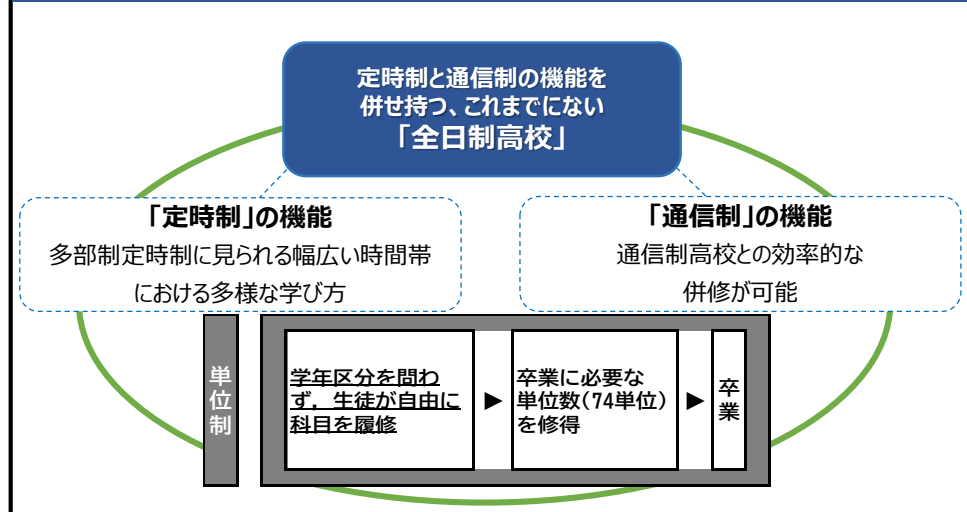 定時制と通信制の機能を
併せ持つ、これまでにない
「全日制高校」
「定時制」の機能
多部制定時制に見られる幅広い時間帯
における多様な学び方
「通信制」の機能
通信制高校との効率的な
併修が可能
単位制
学年区分を問わ
ず，生徒が自由に
科目を履修
▶
卒業に必要な
単位数(74単位)
を修得
▶
卒業